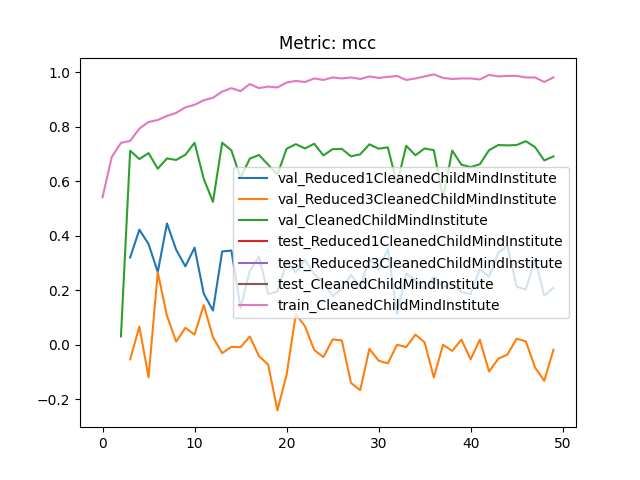 Metric: mcc
1.0
0.8
0.6
0.4
0.2
0.0
−0.2
0
10
20
30
40
50
val_Reduced1CleanedChildMindInstitute
val_Reduced3CleanedChildMindInstitute
val_CleanedChildMindInstitute
test_Reduced1CleanedChildMindInstitute
test_Reduced3CleanedChildMindInstitute
test_CleanedChildMindInstitute
train_CleanedChildMindInstitute